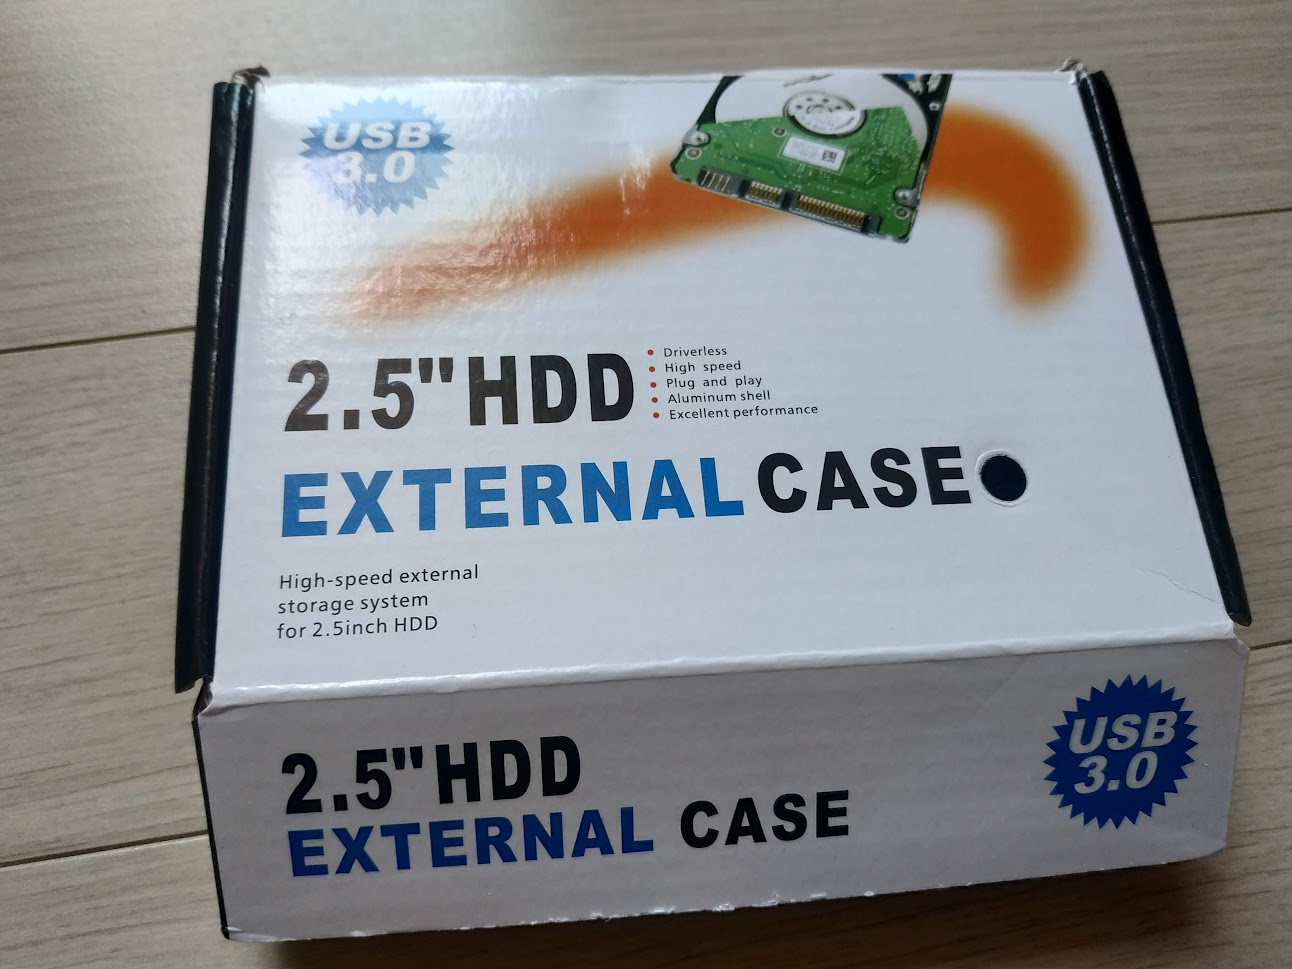 USB
3.0
2.5"HDD
Driverless
High speed
Plug and play
Aluminum shell
Excellent performance
EXTERNAL CASE
High-speed external
storage system
for 2.5inch HDD
2.5"HDD
EXTERNAL CASE
USB
3.0